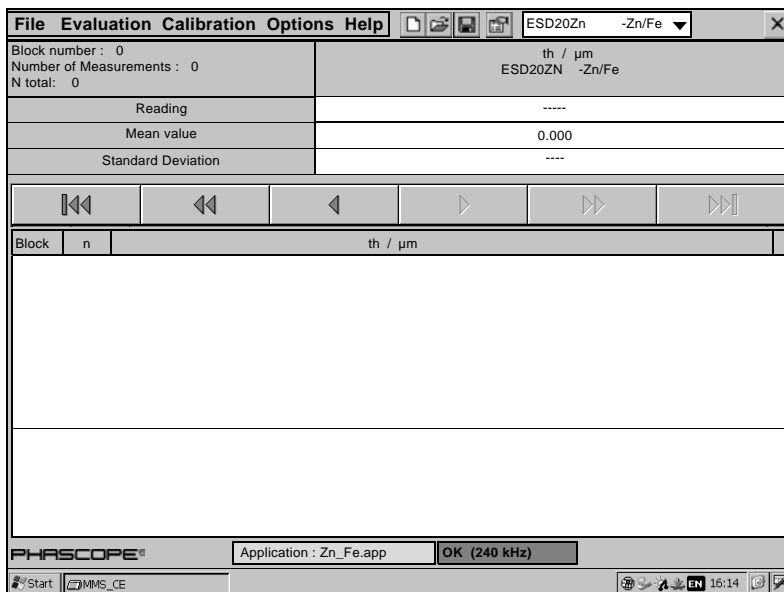 File Evaluation Calibration Options Help ESD20Zn -Zn/Fe
Block number : 0
Number of Measurements : 0
N total: 0
th / µm
ESD20ZN -Zn/Fe
Reading -----
Mean value 0.000
Standard Deviation ----
Block n th / µm
PHASCOPE Application : Zn_Fe.app OK (240 kHz)
Start MMS_CE EN 16:14